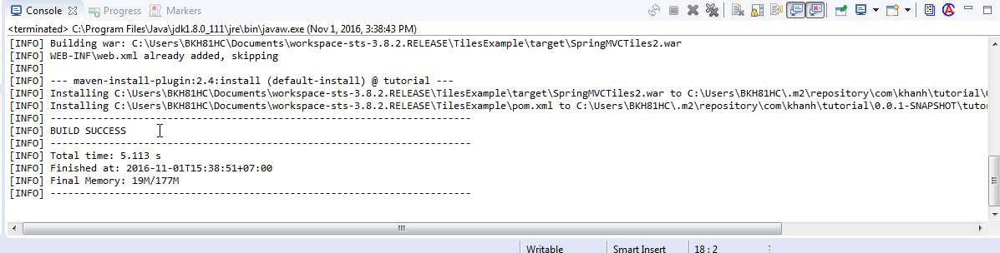 Console Progress Markers
<terminated> C:\Program Files\Java\jdk1.8.0_111\jre\bin\javaw.exe (Nov 1, 2016, 3:38:43 PM)
[INFO] Building war: C:\Users\BKH81HC\Documents\workspace-sts-3.8.2.RELEASE\TilesExample\target\SpringMVCTiles2.war
[INFO] WEB-INF\web.xml already added, skipping
[INFO]
[INFO] --- maven-install-plugin:2.4:install (default-install) @ tutorial ---
[INFO] Installing C:\Users\BKH81HC\Documents\workspace-sts-3.8.2.RELEASE\TilesExample\target\SpringMVCTiles2.war to C:\Users\BKH81HC\.m2\repository\com\khanh\tutorial\
[INFO] Installing C:\Users\BKH81HC\Documents\workspace-sts-3.8.2.RELEASE\TilesExample\pom.xml to C:\Users\BKH81HC\.m2\repository\com\khanh\tutorial\0.0.1-SNAPSHOT\tuto
[INFO] ------------------------------------------------------------------------
[INFO] BUILD SUCCESS
[INFO] ------------------------------------------------------------------------
[INFO] Total time: 5.113 s
[INFO] Finished at: 2016-11-01T15:38:51+07:00
[INFO] Final Memory: 19M/177M
[INFO] ------------------------------------------------------------------------
Writable Smart Insert 18 : 2